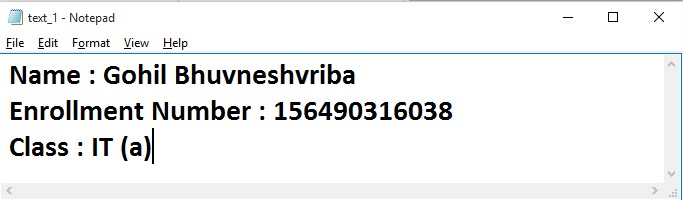 text_1 - Notepad
File Edit Format View Help
Name : Gohil Bhuvneshvriba
Enrollment Number : 156490316038
Class : IT (a)